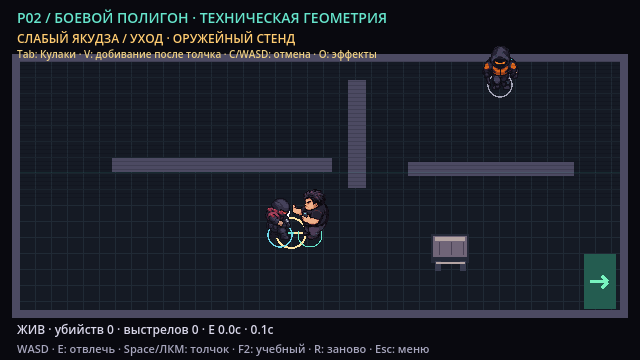 P02 / БОЕВОЙ ПОЛИГОН · ТЕХНИЧЕСКАЯ ГЕОМЕТРИЯ
СЛАБЫЙ ЯКУДЗА / УХОД · ОРУЖЕЙНЫЙ СТЕНД
Tab: Кулаки · V: добивание после толчка · C/WASD: отмена · O: эффекты
ЖИВ · убийств 0 · выстрелов 0 · E 0.0с · 0.1с
WASD · E: отвлечь · Space/ЛКМ: толчок · F2: учебный · R: заново · Esc: меню